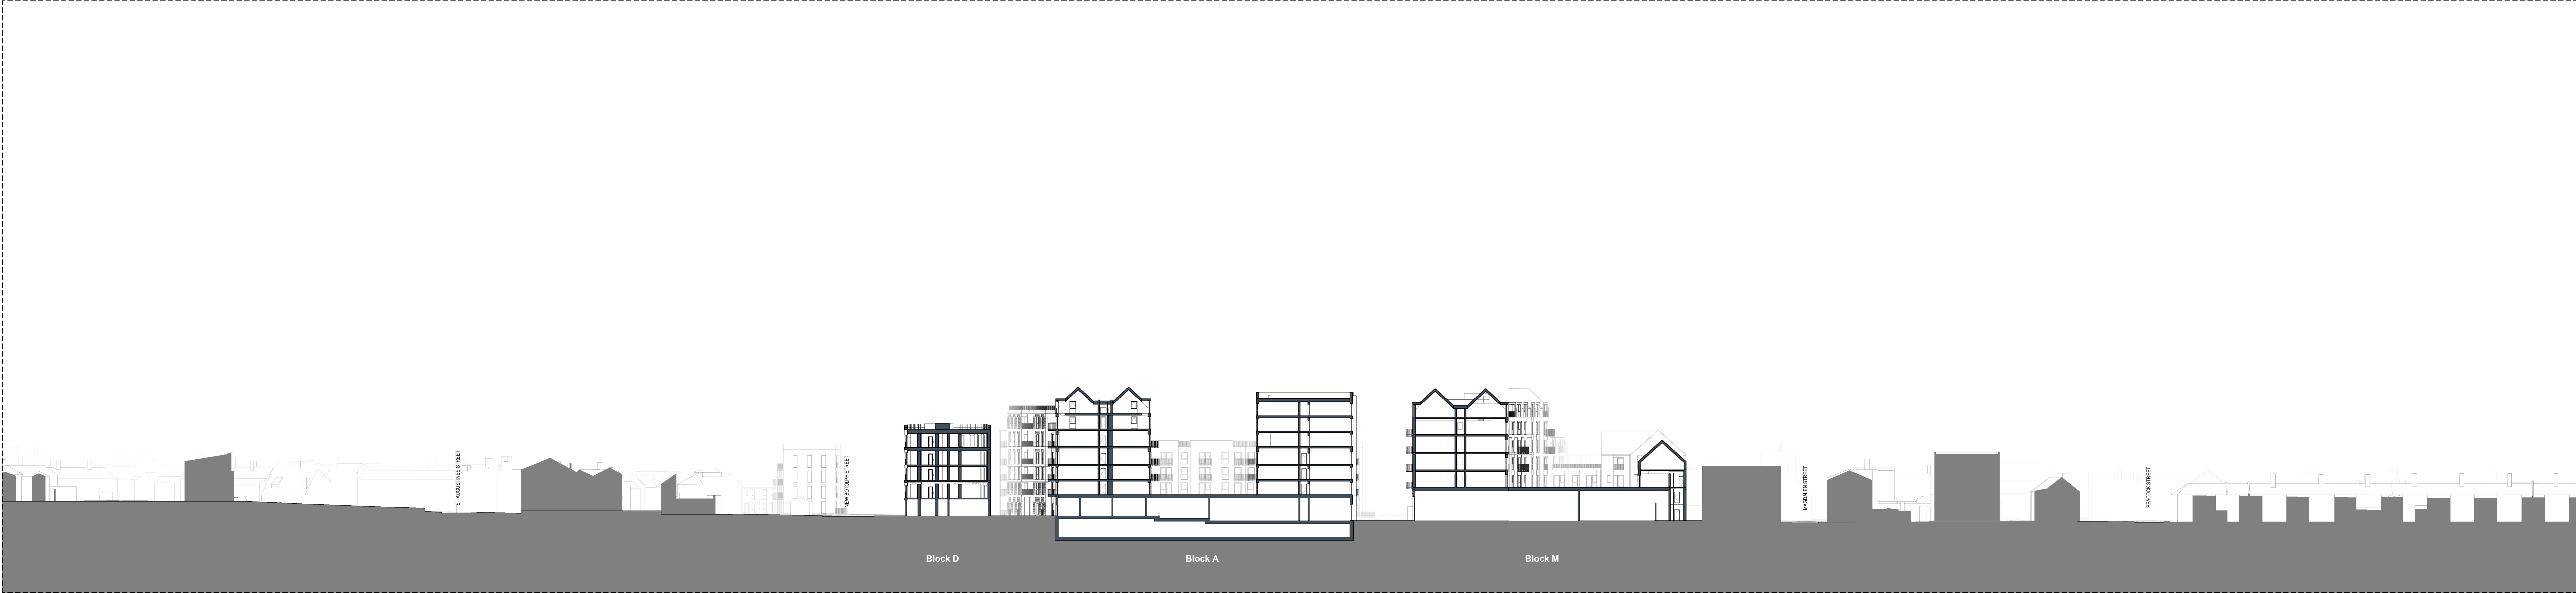 ST AUGUSTINES STREET
NEW BOTOLPH STREET
MAGDALEN STREET
PEACOCK STREET
Block D
Block A
Block M